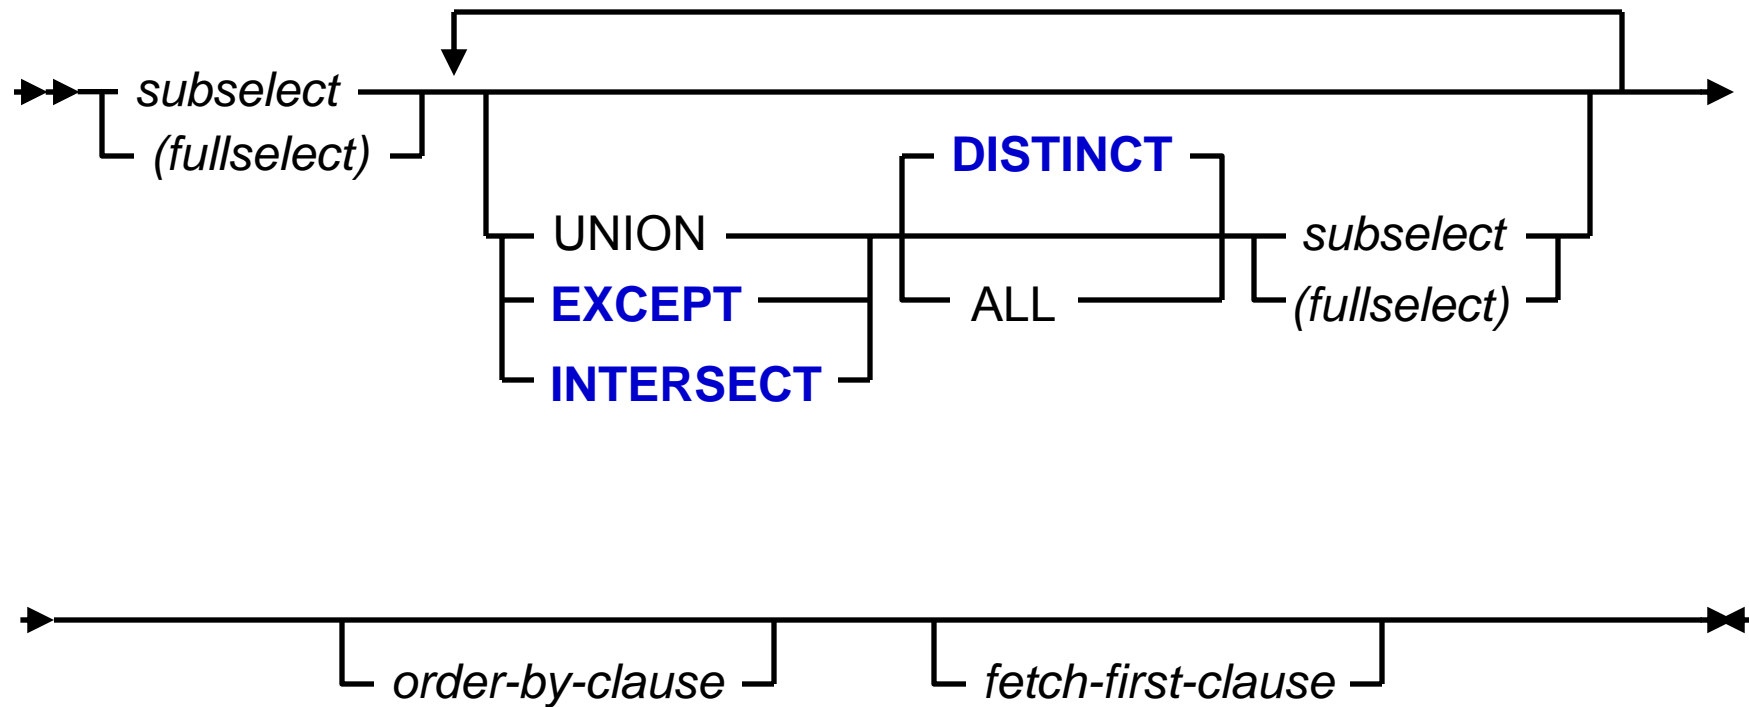 subselect
(fullselect)
DISTINCT
UNION
subselect
EXCEPT
ALL
(fullselect)
INTERSECT
order-by-clause
fetch-first-clause